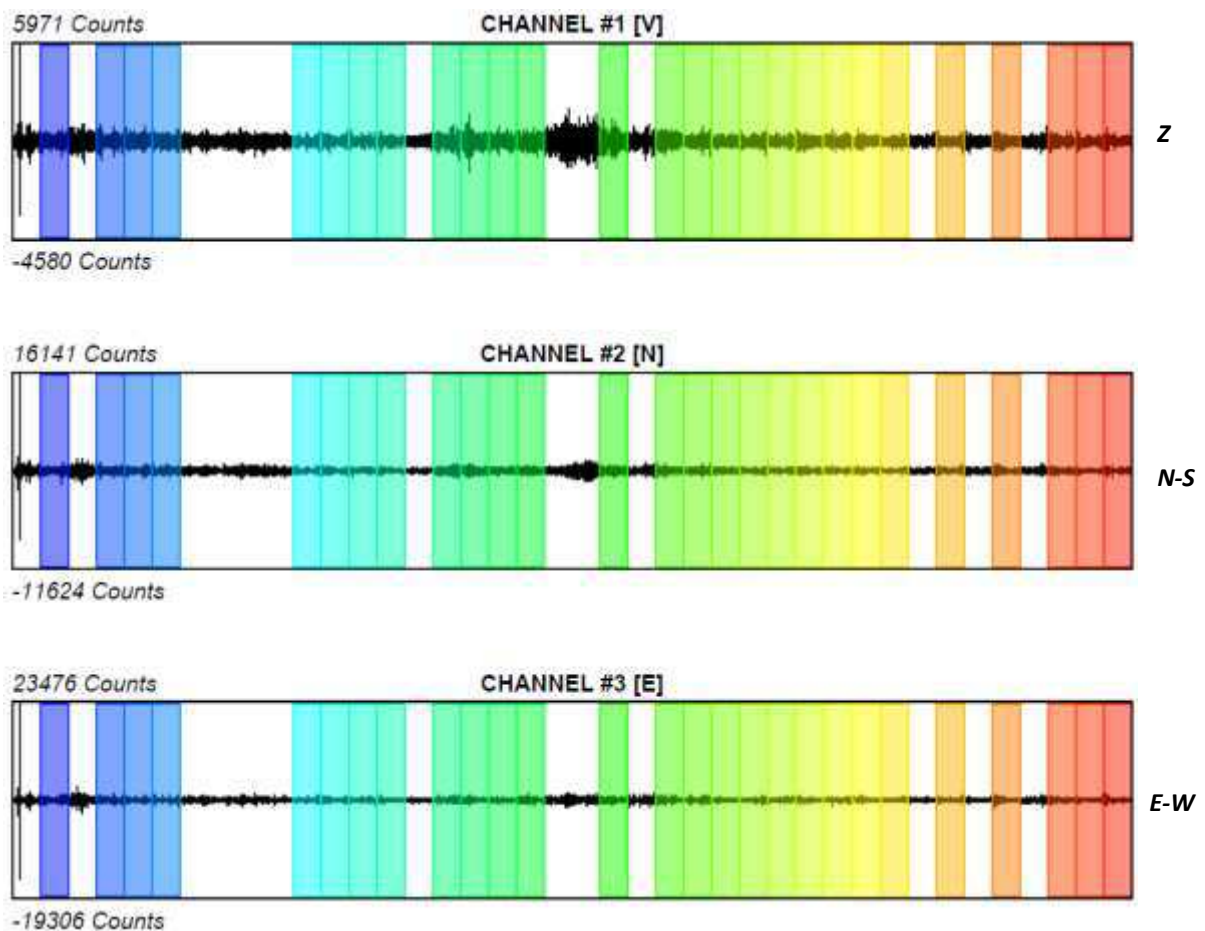 5971 Counts
CHANNEL #1 [V]
Z
-4580 Counts
16141 Counts
CHANNEL #2 [N]
N-S
-11624 Counts
23476 Counts
CHANNEL #3 [E]
E-W
-19306 Counts